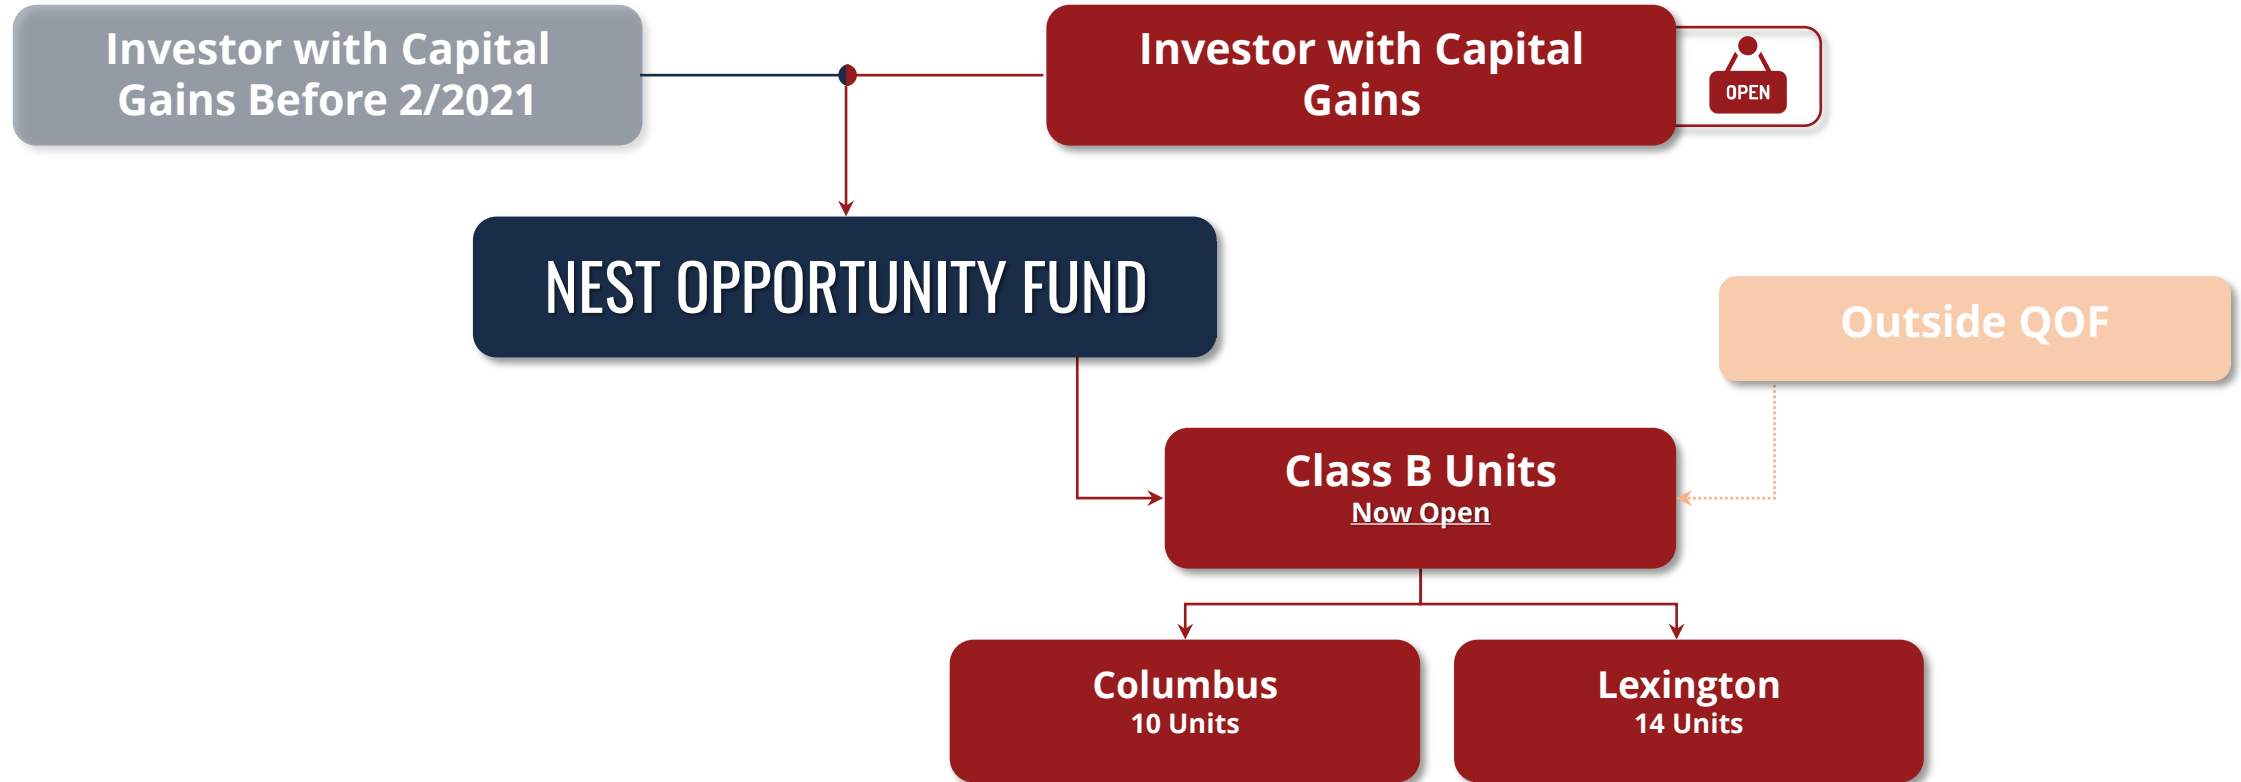 Investor with Capital
Gains Before 2/2021
Investor with Capital
Gains
OPEN
NEST OPPORTUNITY FUND
Outside QOF
Class B Units
Now Open
Columbus
10 Units
Lexington
14 Units